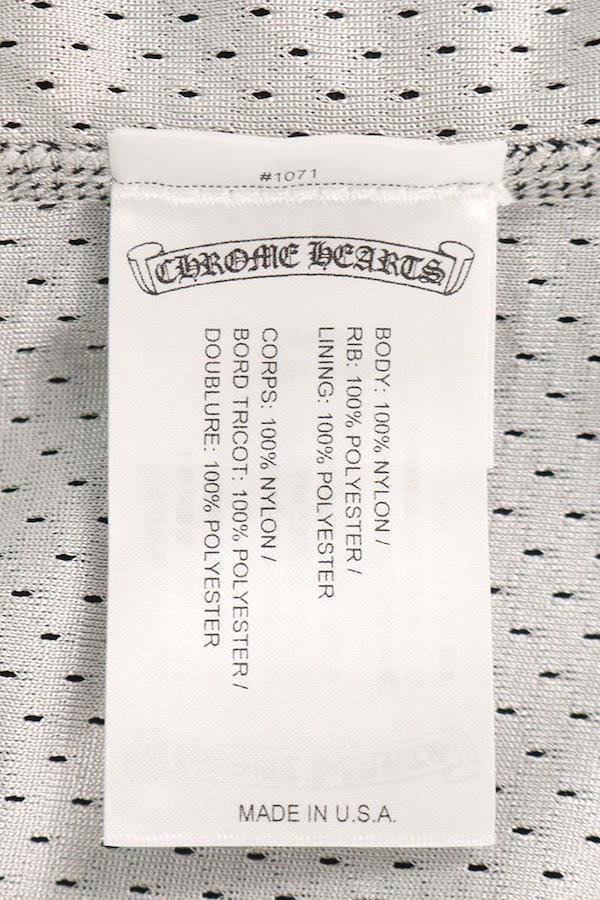 #1071
CHROME HEARTS
BODY: 100% NYLON /
RIB: 100% POLYESTER /
LINING: 100% POLYESTER
CORPS: 100% NYLON /
BORD TRICOT: 100% POLYESTER /
DOUBLURE: 100% POLYESTER
MADE IN U.S.A.